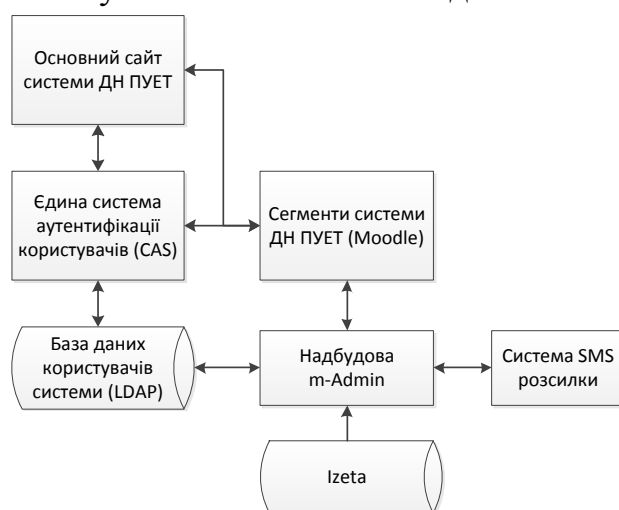 Основний сайт
системи ДН ПУЕТ
Єдина система
аутентифікації
користувачів (CAS)
Сегменти системи
ДН ПУЕТ (Moodle)
База даних
користувачів
системи (LDAP)
Надбудова
m-Admin
Система SMS
розсилки
Izeta